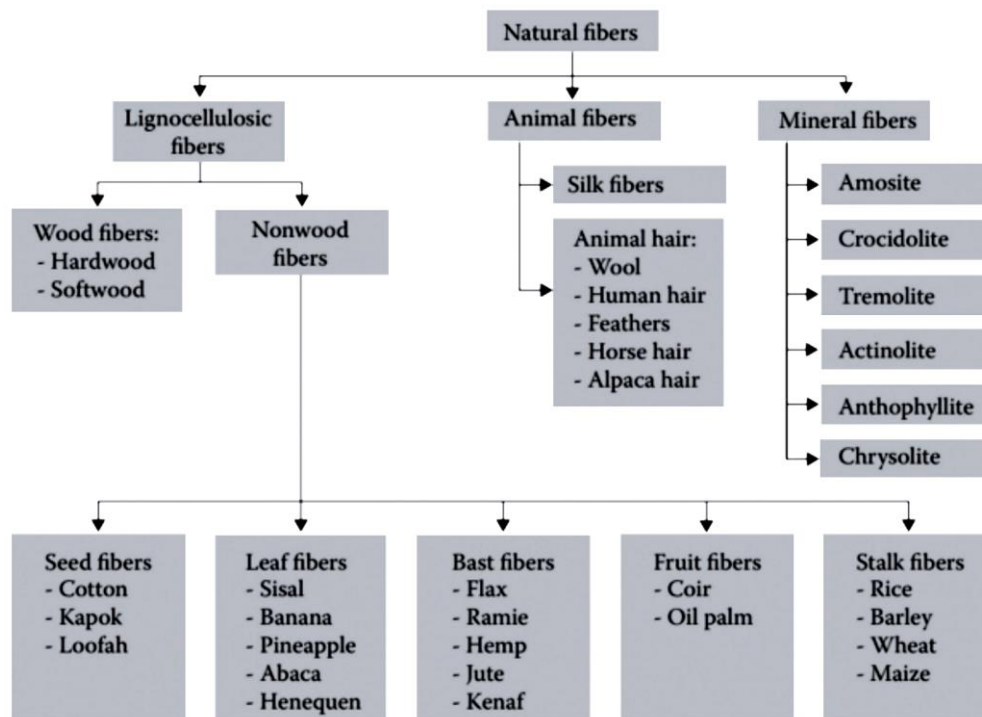 Natural fibers
Lignocellulosic
fibers
Animal fibers
Mineral fibers
Wood fibers:
- Hardwood
- Softwood
Nonwood
fibers
Silk fibers
Animal hair:
- Wool
- Human hair
- Feathers
- Horse hair
- Alpaca hair
Amosite
Crocidolite
Tremolite
Actinolite
Anthophyllite
Chrysolite
Seed fibers
- Cotton
- Kapok
- Loofah
Leaf fibers
- Sisal
- Banana
- Pineapple
- Abaca
- Henequen
Bast fibers
- Flax
- Ramie
- Hemp
- Jute
- Kenaf
Fruit fibers
- Coir
- Oil palm
Stalk fibers
- Rice
- Barley
- Wheat
- Maize